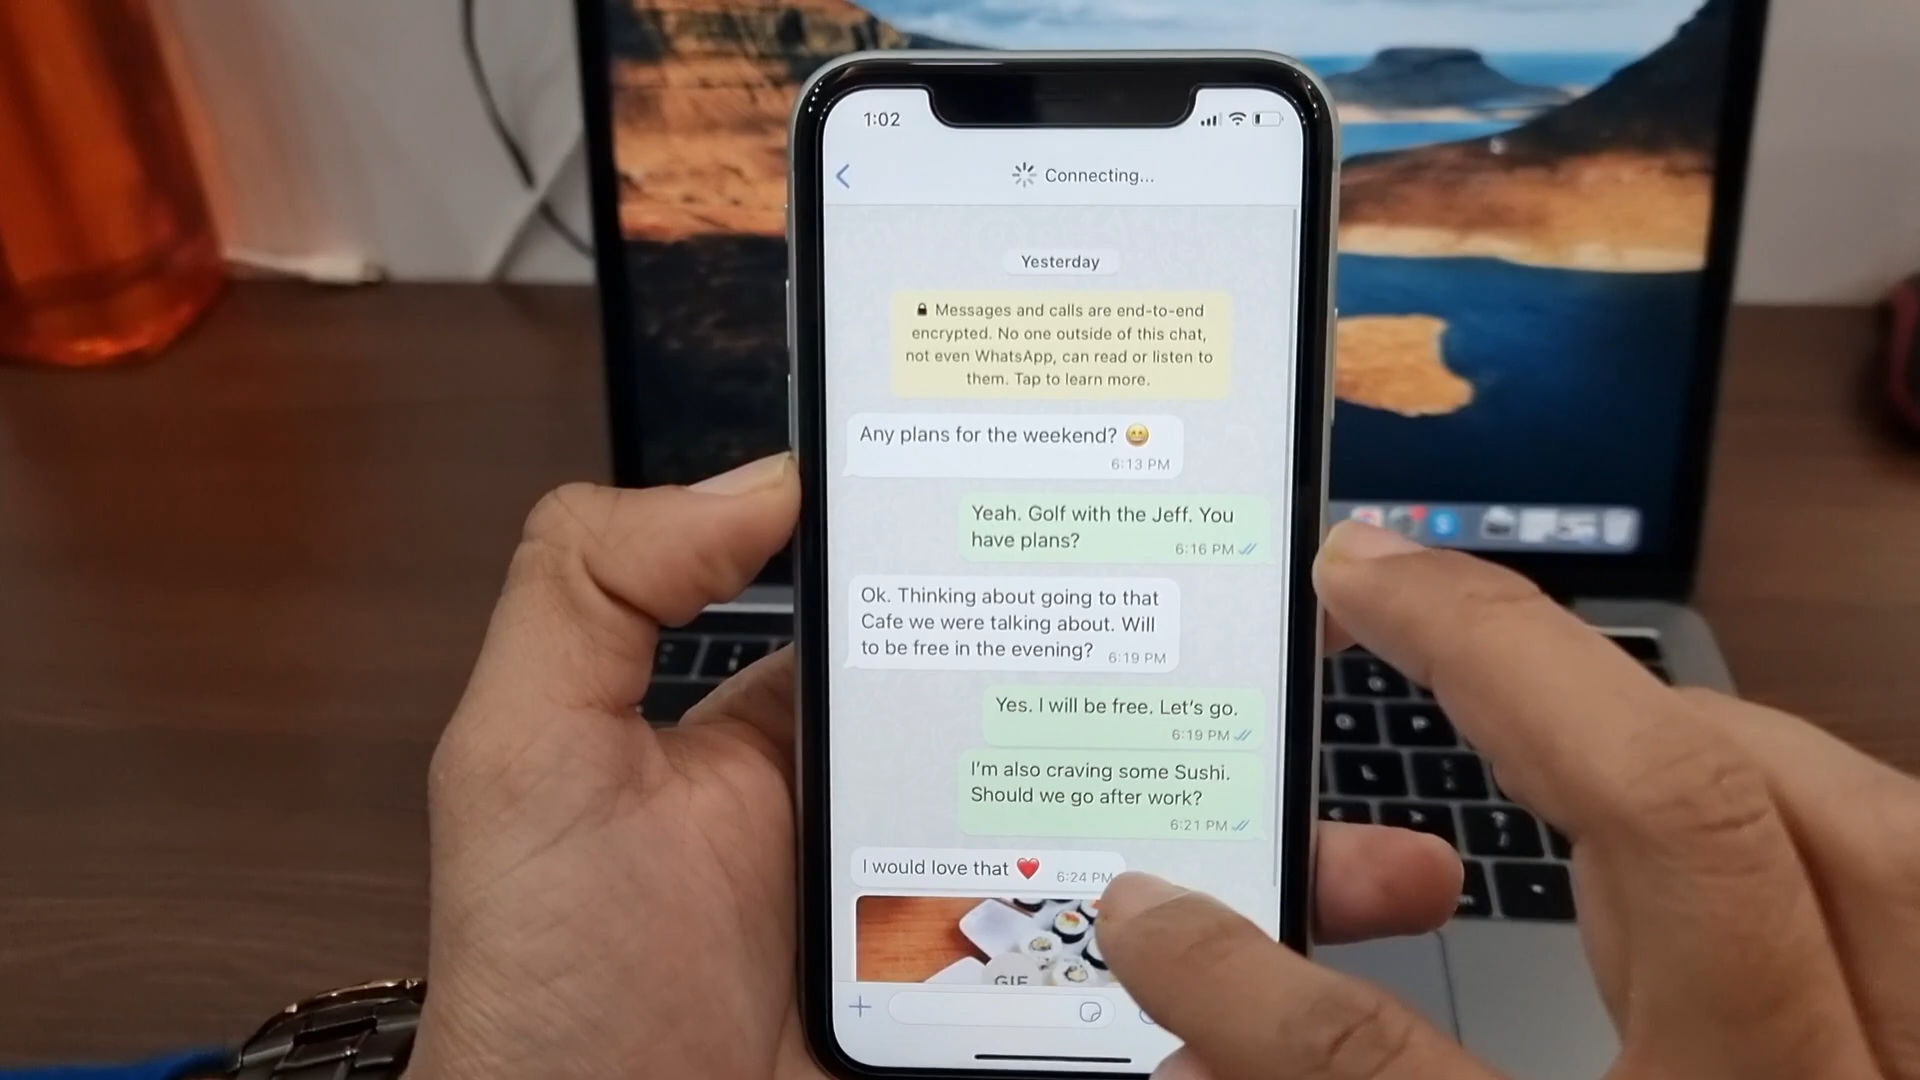 1:02
Connecting...
Yesterday
Messages and calls are end-to-end
encrypted. No one outside of this chat,
not even WhatsApp, can read or listen to
them. Tap to learn more.
Any plans for the weekend? 😀
6:13 PM
Yeah. Golf with the Jeff. You
have plans?
6:16 PM
Ok. Thinking about going to that
Cafe we were talking about. Will
to be free in the evening?
6:19 PM
Yes. I will be free. Let's go.
6:19 PM
I'm also craving some Sushi.
Should we go after work?
6:21 PM
I would love that ❤️
6:24 PM
GIF